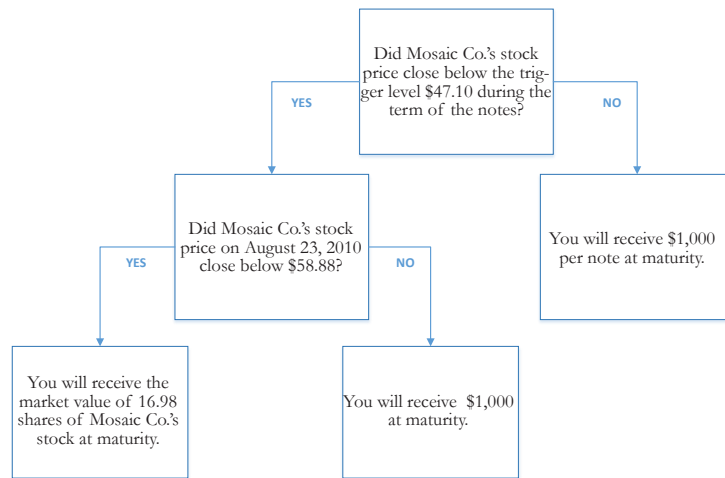 Did Mosaic Co.'s stock
price close below the trig-
ger level $47.10 during the
term of the notes?
YES
NO
Did Mosaic Co.'s stock
price on August 23, 2010
close below $58.88?
You will receive $1,000
per note at maturity.
YES
NO
You will receive the
market value of 16.98
shares of Mosaic Co.'s
stock at maturity.
You will receive $1,000
at maturity.